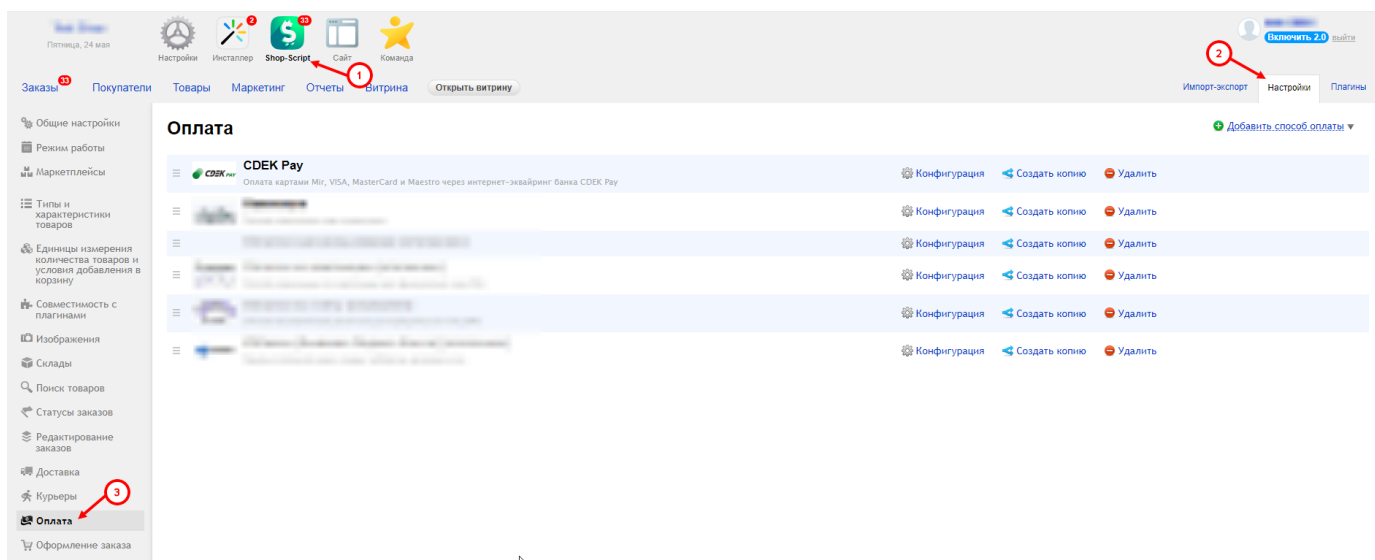 Пятница, 24 мая
Настройки
2
Инсталлер
33
Shop-Script
Сайт
Команда
1
Включить 2.0 выйти
2
Заказы 33 Покупатели Товары Маркетинг Отчеты Витрина Открыть витрину Импорт-экспорт Настройки Плагины
Общие настройки
Режим работы
Маркетплейсы
Типы и
характеристики
товаров
Единицы измерения
количества товаров и
условия добавления в
корзину
Совместимость с
плагинами
Изображения
Склады
Поиск товаров
Статусы заказов
Редактирование
заказов
Доставка
Курьеры
3
Оплата
Оформление заказа
Оплата
Добавить способ оплаты ▼
CDEK PAY
CDEK Pay
Оплата картами Mir, VISA, MasterCard и Maestro через интернет-эквайринг банка CDEK Pay
Конфигурация Создать копию Удалить
Конфигурация Создать копию Удалить
Конфигурация Создать копию Удалить
Конфигурация Создать копию Удалить
Конфигурация Создать копию Удалить
Конфигурация Создать копию Удалить